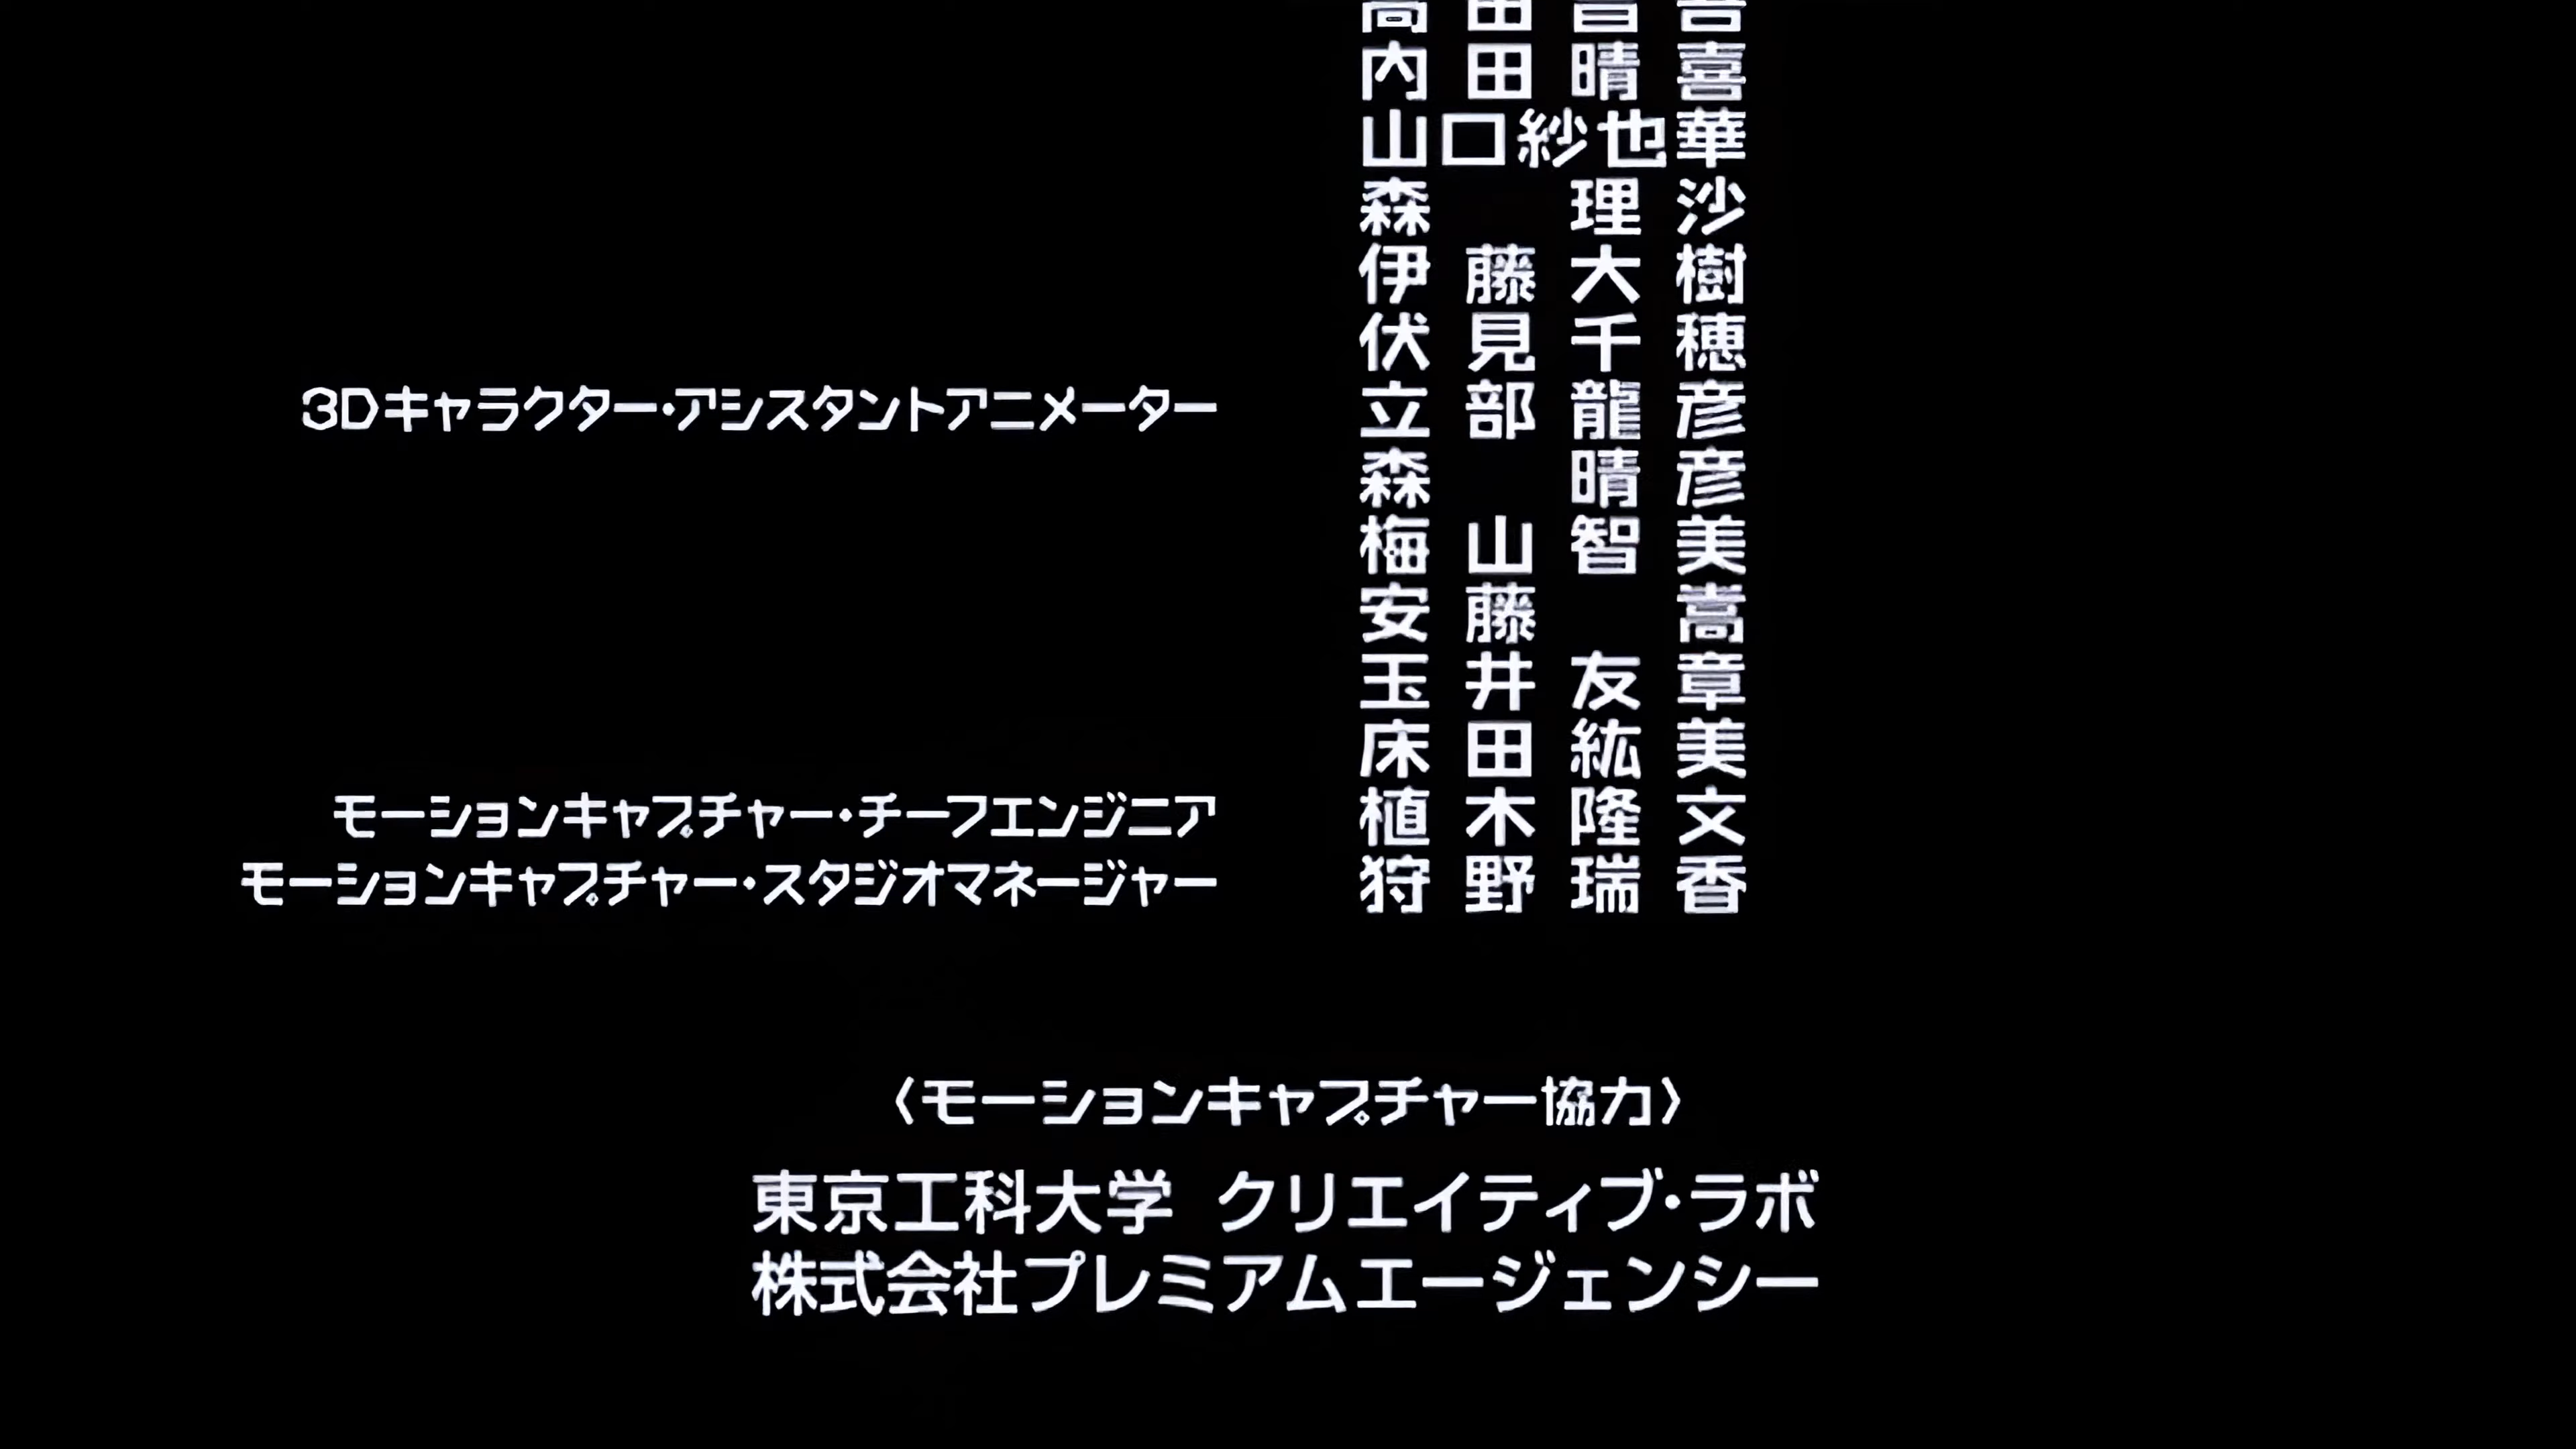 内田晴喜
山口紗也華
森 理沙
伊藤大樹
伏見千穂
3Dキャラクター・アシスタントアニメーター 立部龍彦
森 晴彦
梅山智美
安藤 嵩
玉井友章
床田紘美
モーションキャプチャー・チーフエンジニア 植木隆文
モーションキャプチャー・スタジオマネージャー 狩野瑞香
〈モーションキャプチャー協力〉
東京工科大学 クリエイティブ・ラボ
株式会社プレミアムエージェンシー